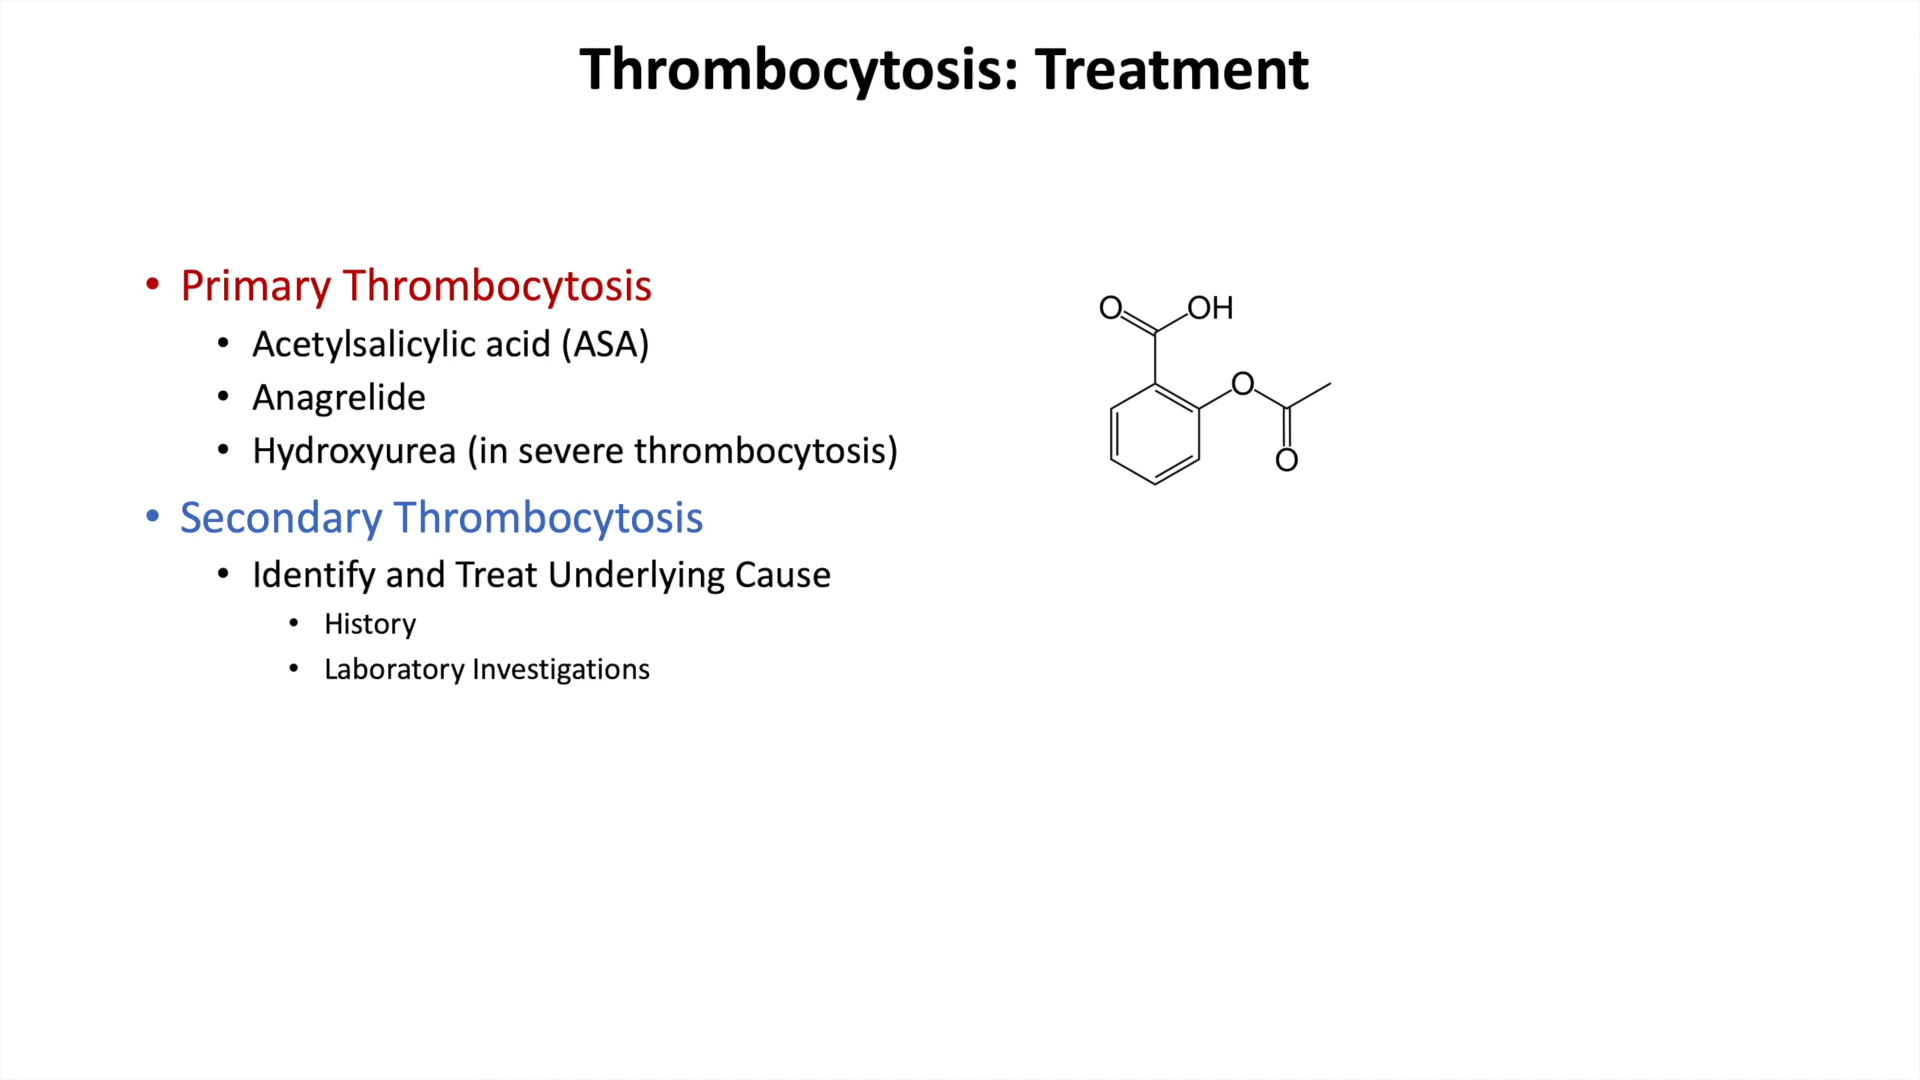 Thrombocytosis: Treatment
• Primary Thrombocytosis
• Acetylsalicylic acid (ASA)
• Anagrelide
• Hydroxyurea (in severe thrombocytosis)
• Secondary Thrombocytosis
• Identify and Treat Underlying Cause
• History
• Laboratory Investigations
O OH
O
O